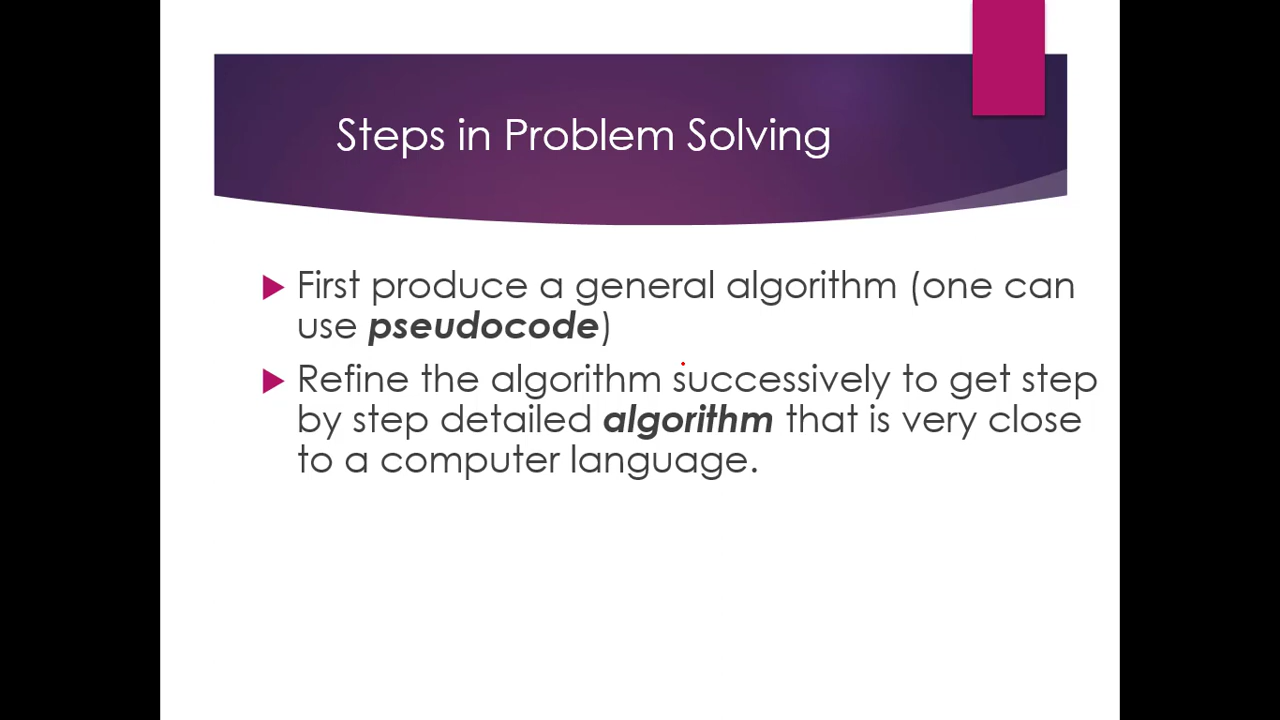 Steps in Problem Solving
First produce a general algorithm (one can
use pseudocode)
Refine the algorithm successively to get step
by step detailed algorithm that is very close
to a computer language.